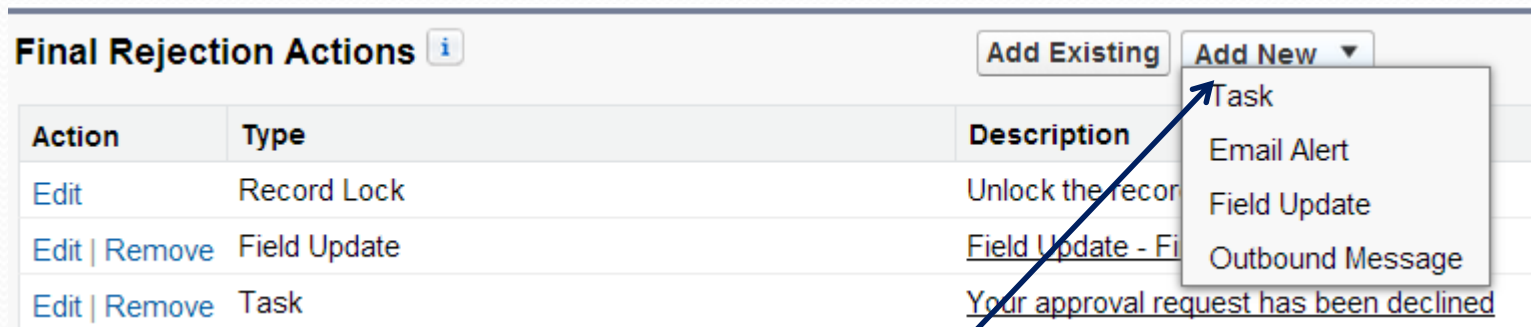 Final Rejection Actions i Add Existing Add New ▼
Task
Action Type Description
Email Alert
Edit Record Lock Unlock the recor
Field Update
Edit | Remove Field Update Field Update - Fi
Outbound Message
Edit | Remove Task Your approval request has been declined